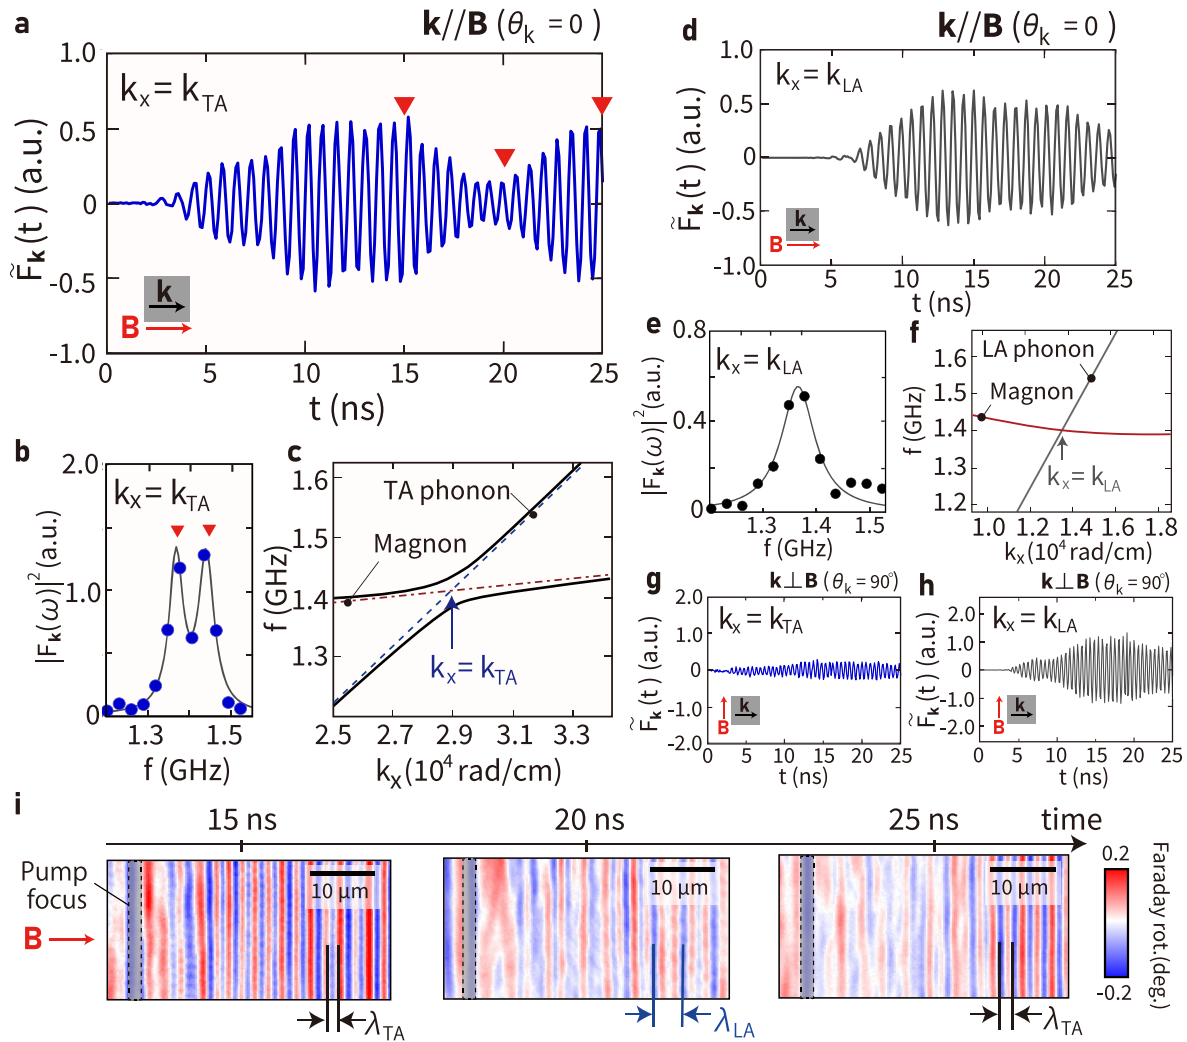 a
k//B (θk = 0)
1.0
0.5
0
-0.5
-1.0
F̃k(t) (a.u.)
kx = kTA
k
B
0 5 10 15 20 25
t (ns)
d
k//B (θk = 0)
1.0
0.5
0
-0.5
-1.0
F̃k(t) (a.u.)
kx = kLA
k
B
0 5 10 15 20 25
t (ns)
b
2.0
1.0
0
|Fk(ω)|² (a.u.)
kx = kTA
1.3 1.5
f (GHz)
c
1.6
1.5
1.4
1.3
f (GHz)
TA phonon
Magnon
kx = kTA
2.5 2.7 2.9 3.1 3.3
kx(10⁴ rad/cm)
e
0.8
0.4
0
|Fk(ω)|² (a.u.)
kx = kLA
1.3 1.4 1.5
f (GHz)
f
1.6
1.5
1.4
1.3
1.2
f (GHz)
LA phonon
Magnon
kx = kLA
1.0 1.4 1.8
kx(10⁴ rad/cm)
g
k⊥B (θk = 90°)
2.0
1.0
0
-1.0
-2.0
F̃k(t) (a.u.)
kx = kTA
k
B
0 5 10 15 20 25
t (ns)
h
k⊥B (θk = 90°)
2.0
1.0
0
-1.0
-2.0
F̃k(t) (a.u.)
kx = kLA
k
B
0 5 10 15 20 25
t (ns)
i
15 ns 20 ns 25 ns time
Pump
focus
B
10 μm
10 μm
10 μm
λTA
λLA
λTA
0.2
-0.2
Faraday rot.(deg.)